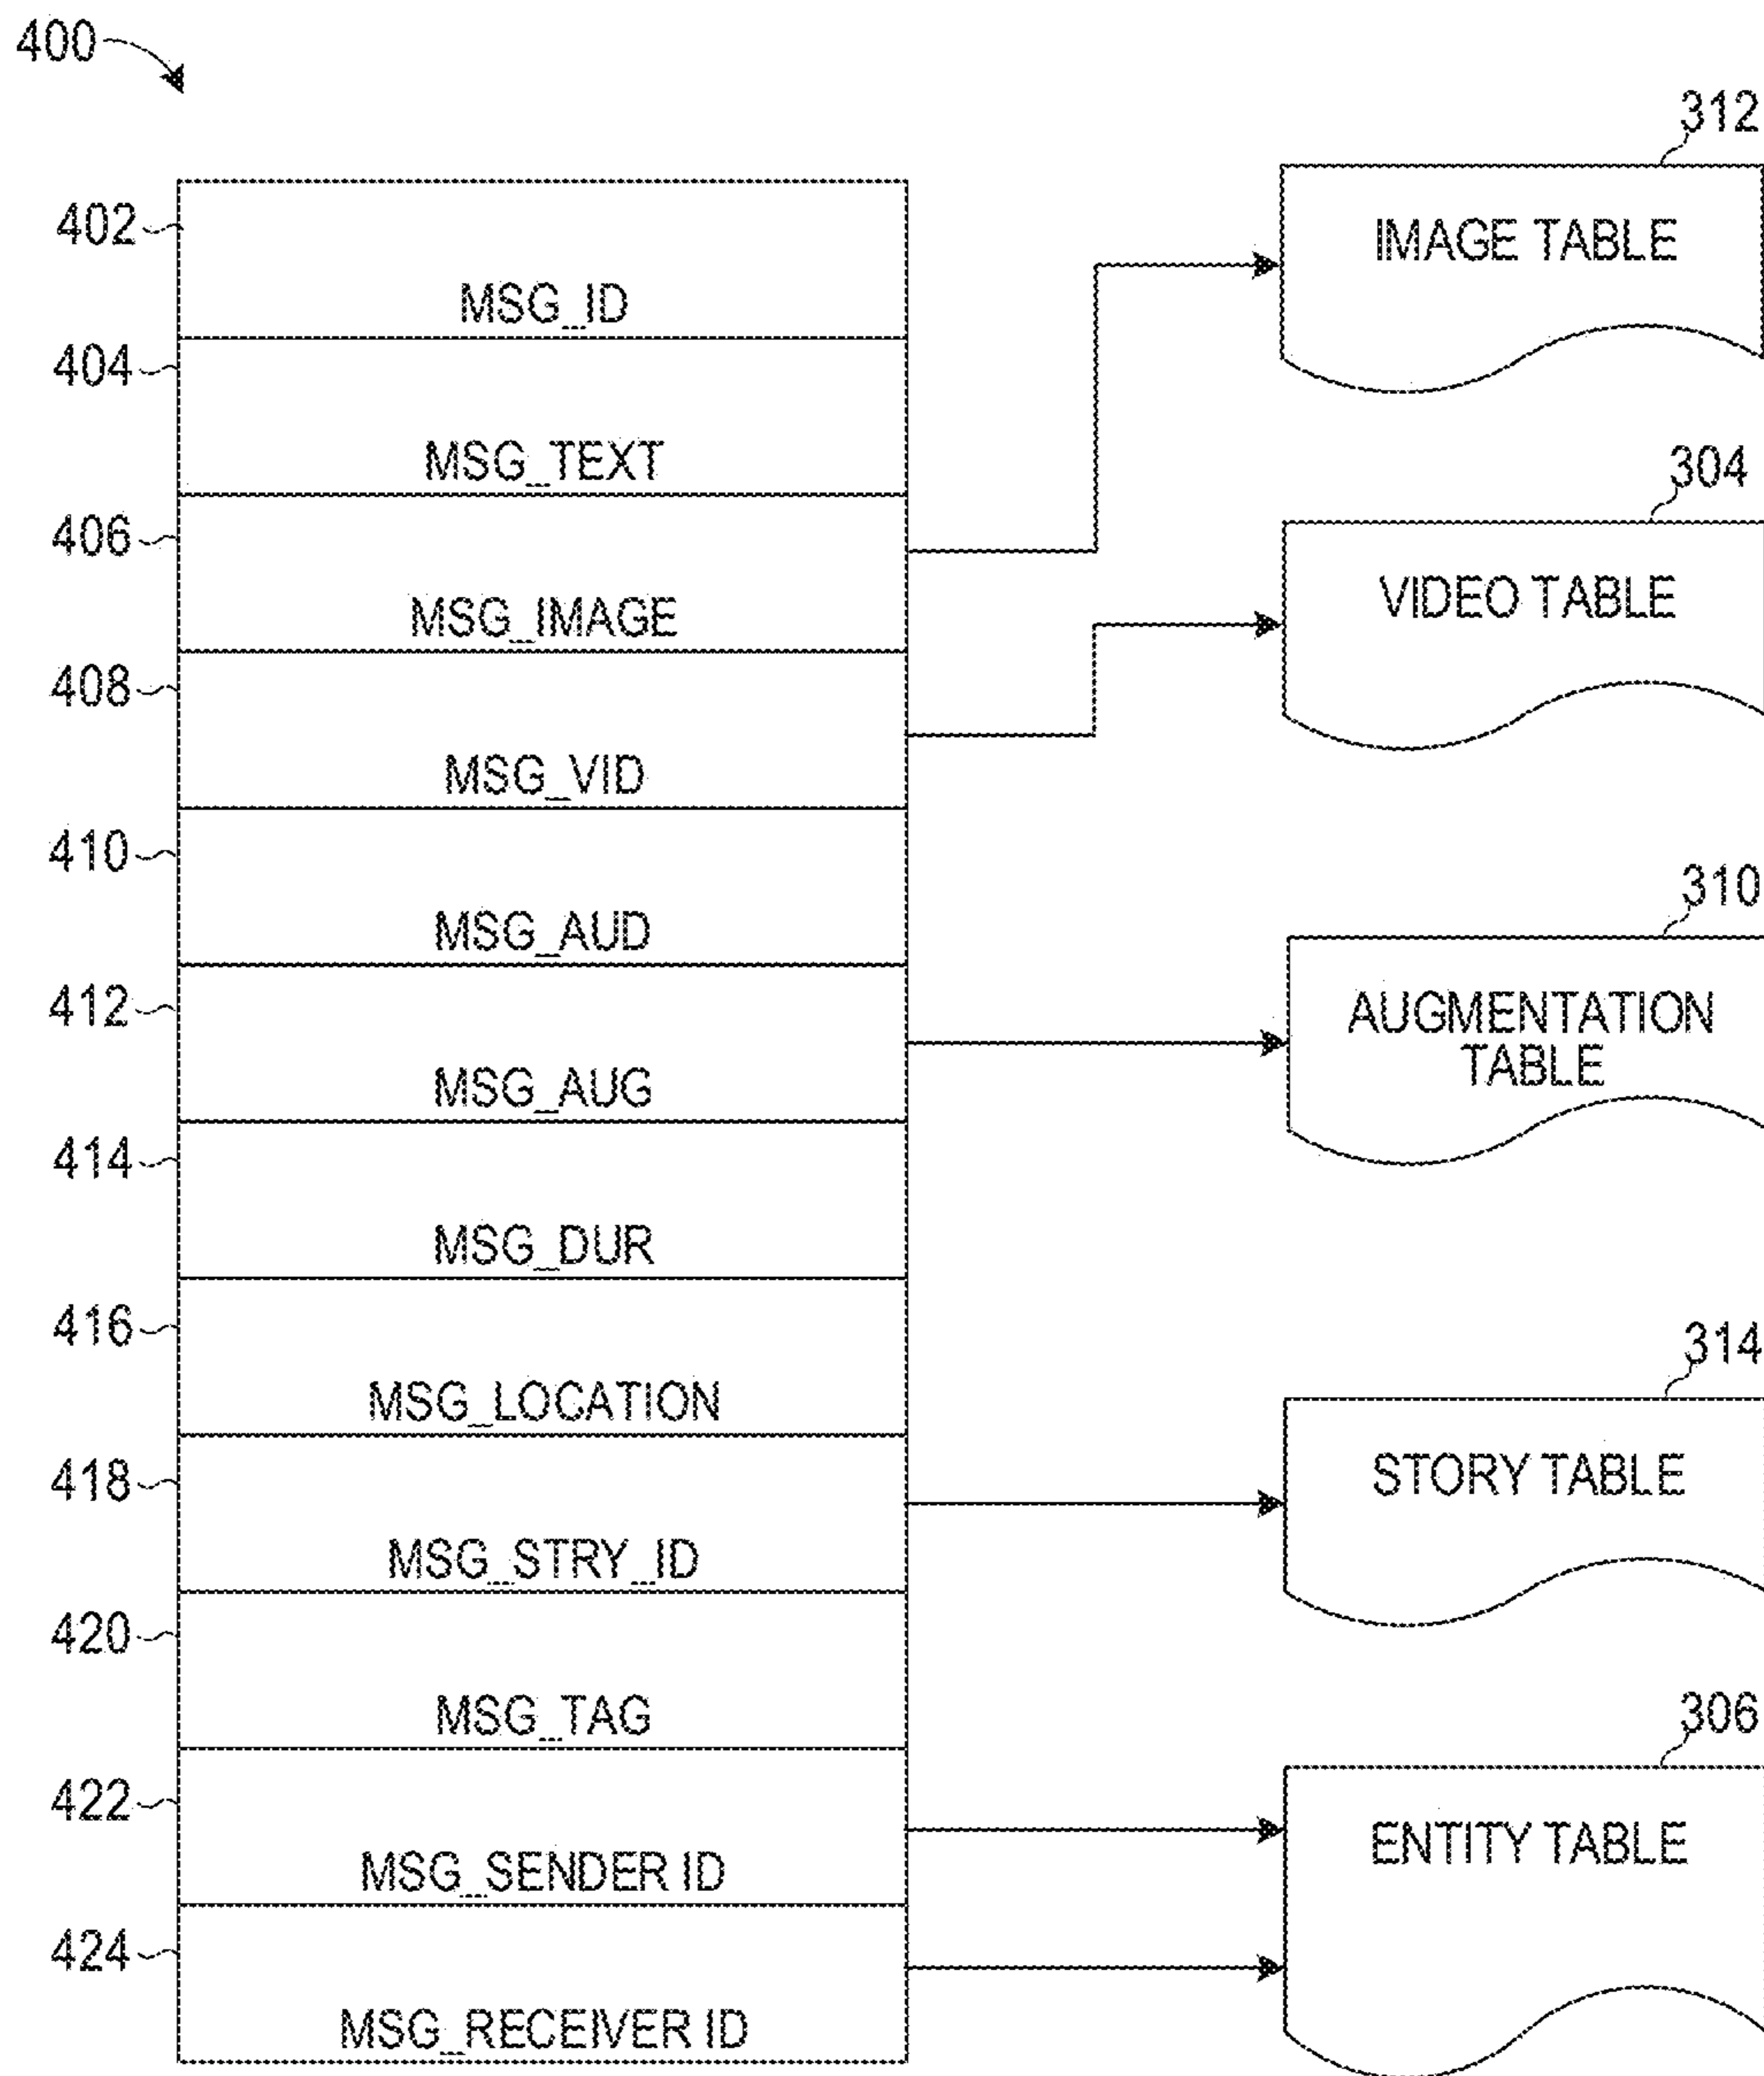 400
312
402
IMAGE TABLE
MSG_ID
404
MSG_TEXT
304
406
VIDEO TABLE
MSG_IMAGE
408
MSG_VID
410
310
MSG_AUD
412
AUGMENTATION
TABLE
MSG_AUG
414
MSG_DUR
416
314
MSG_LOCATION
418
STORY TABLE
MSG_STRY_ID
420
306
MSG_TAG
422
ENTITY TABLE
MSG_SENDER ID
424
MSG_RECEIVER ID